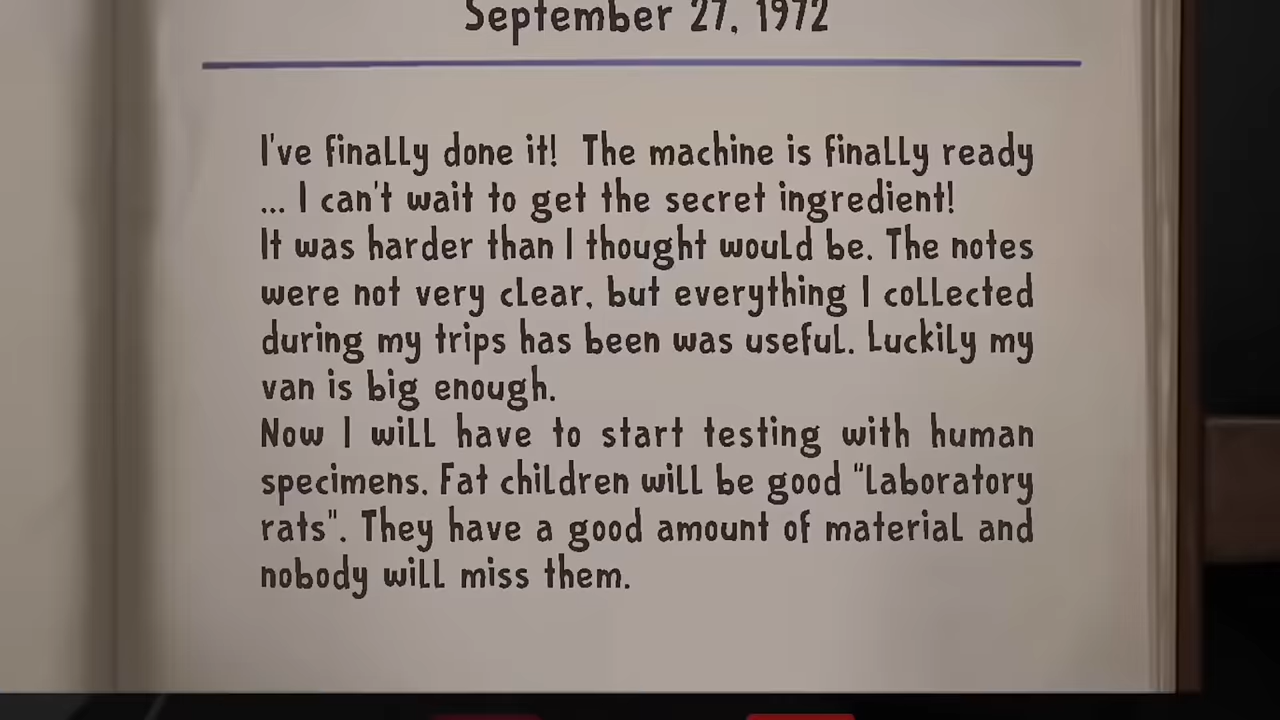 September 27, 1972
I've finally done it! The machine is finally ready
... I can't wait to get the secret ingredient!
It was harder than I thought would be. The notes
were not very clear, but everything I collected
during my trips has been was useful. Luckily my
van is big enough.
Now I will have to start testing with human
specimens. Fat children will be good "laboratory
rats". They have a good amount of material and
nobody will miss them.